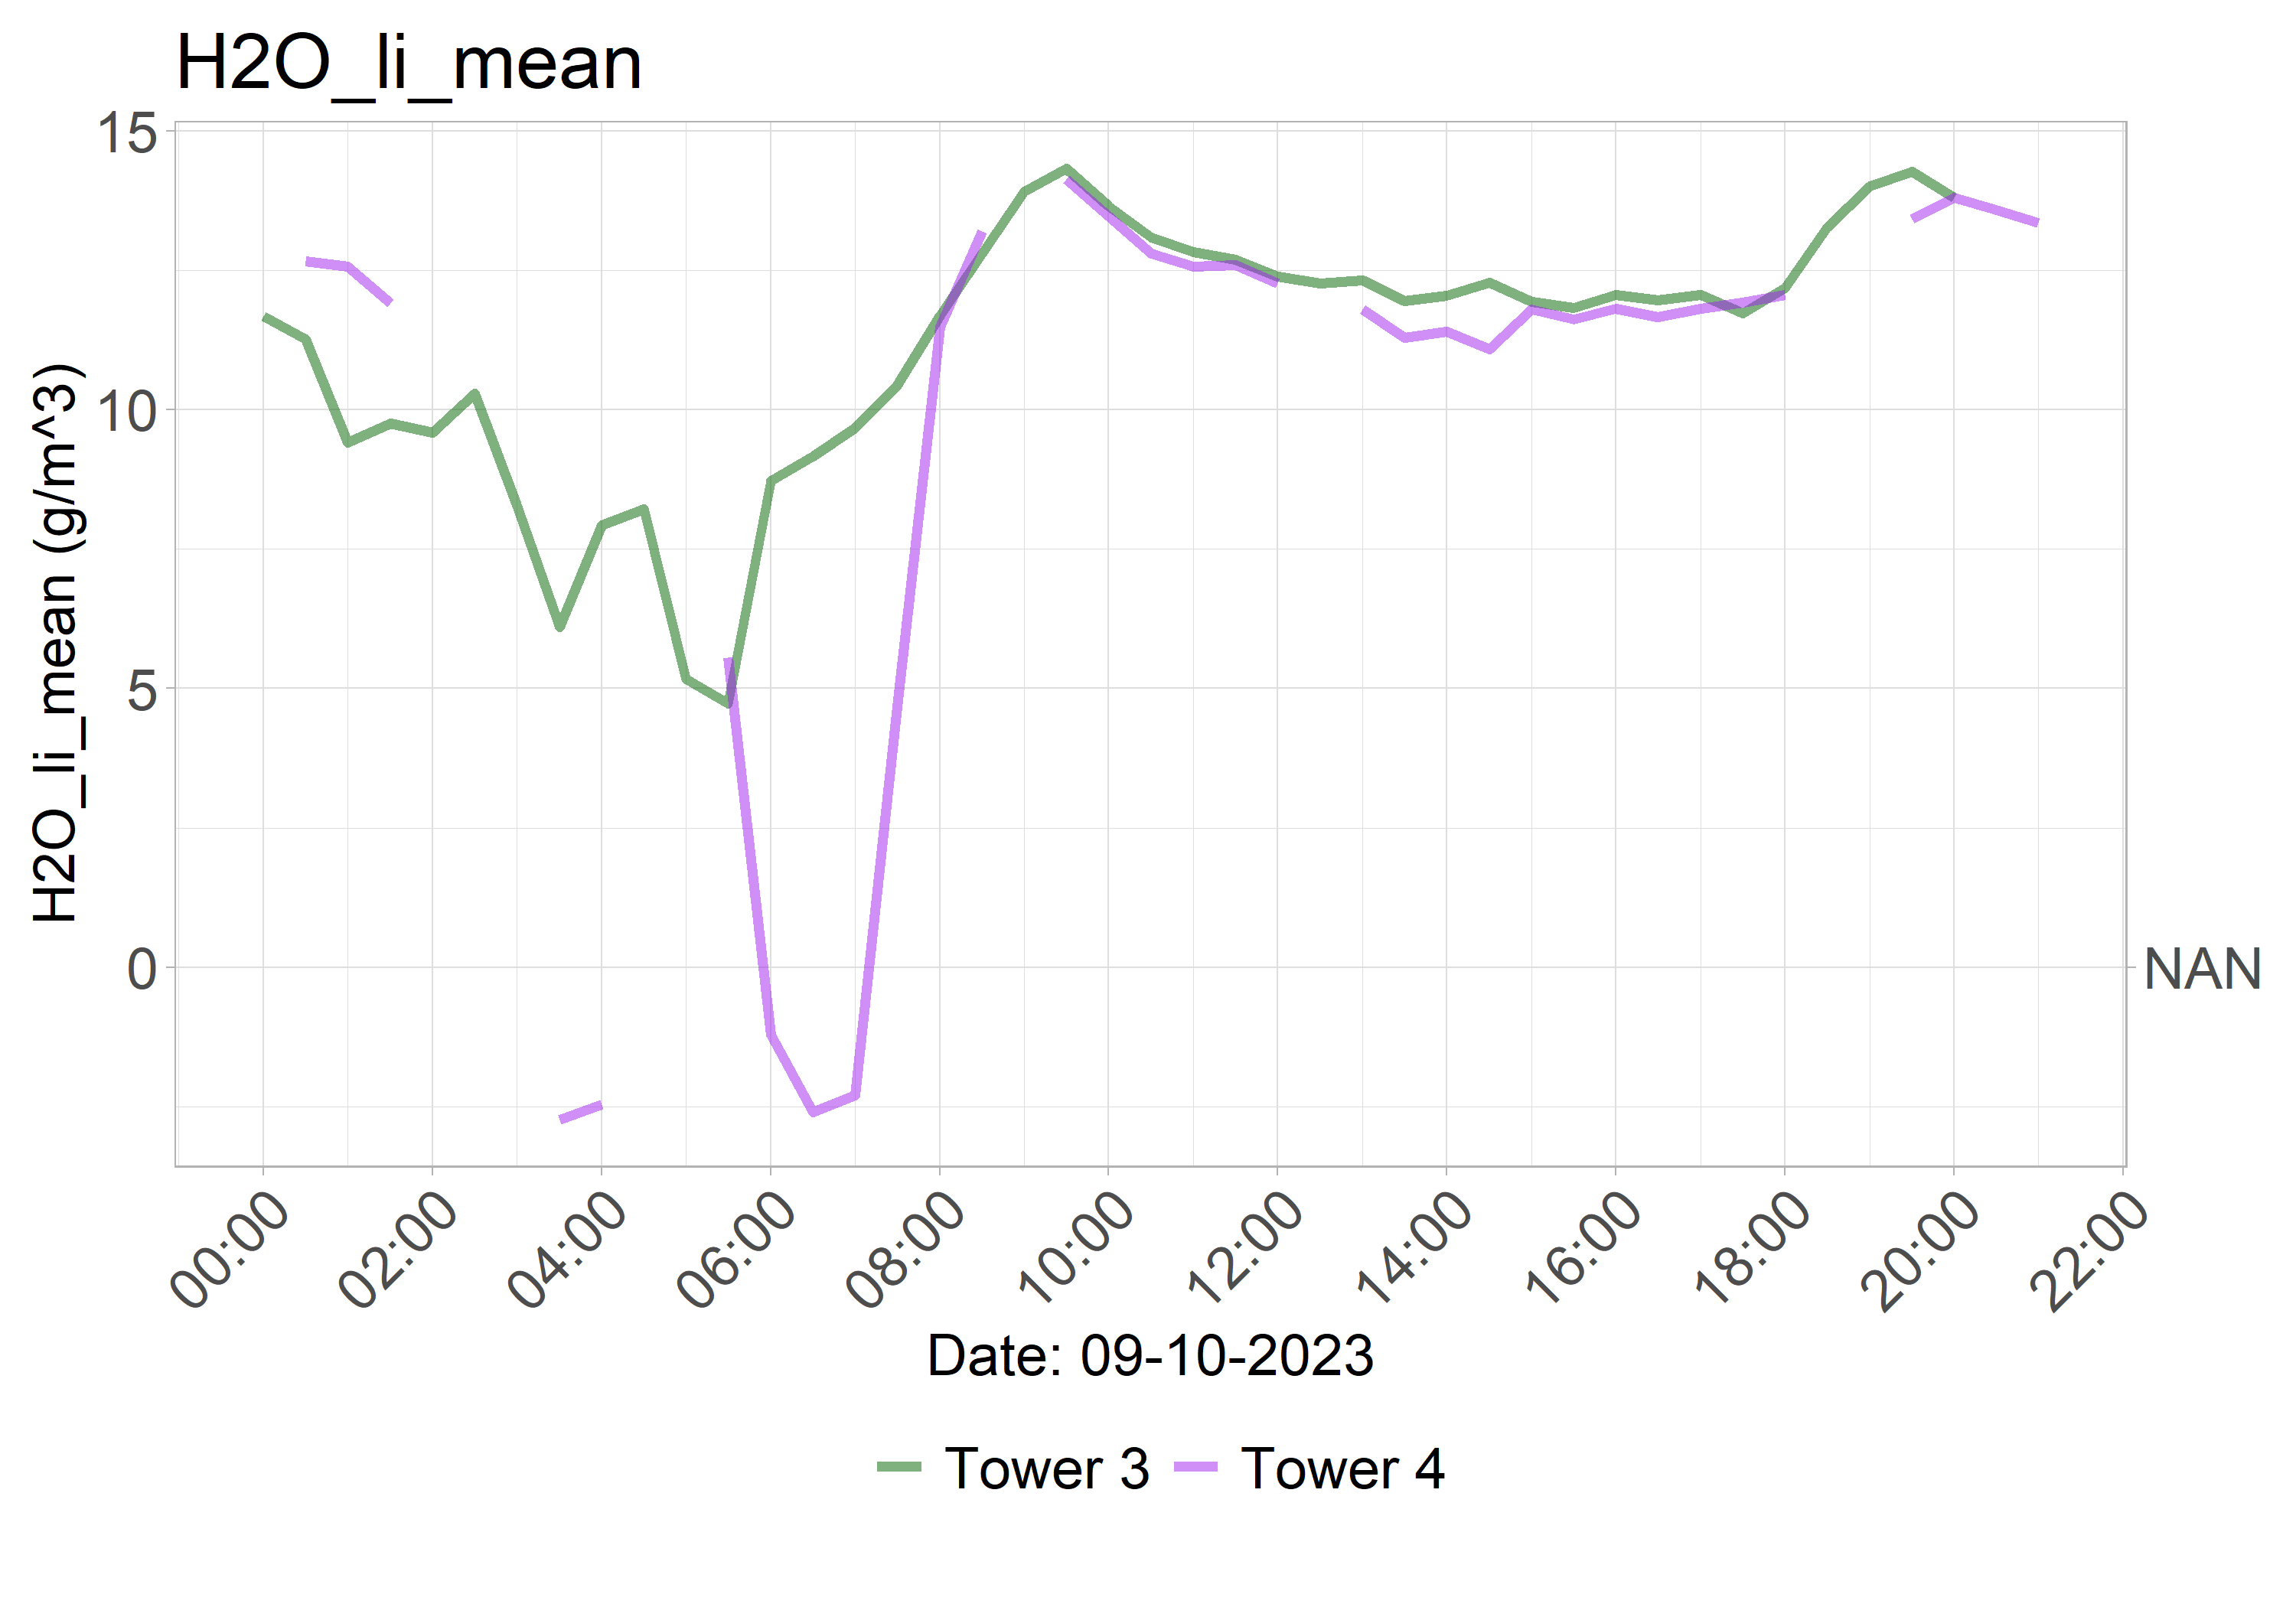 H2O_li_mean
15
10
5
0
H2O_li_mean (g/m^3)
NAN
00:00 02:00 04:00 06:00 08:00 10:00 12:00 14:00 16:00 18:00 20:00 22:00
Date: 09-10-2023
Tower 3 Tower 4